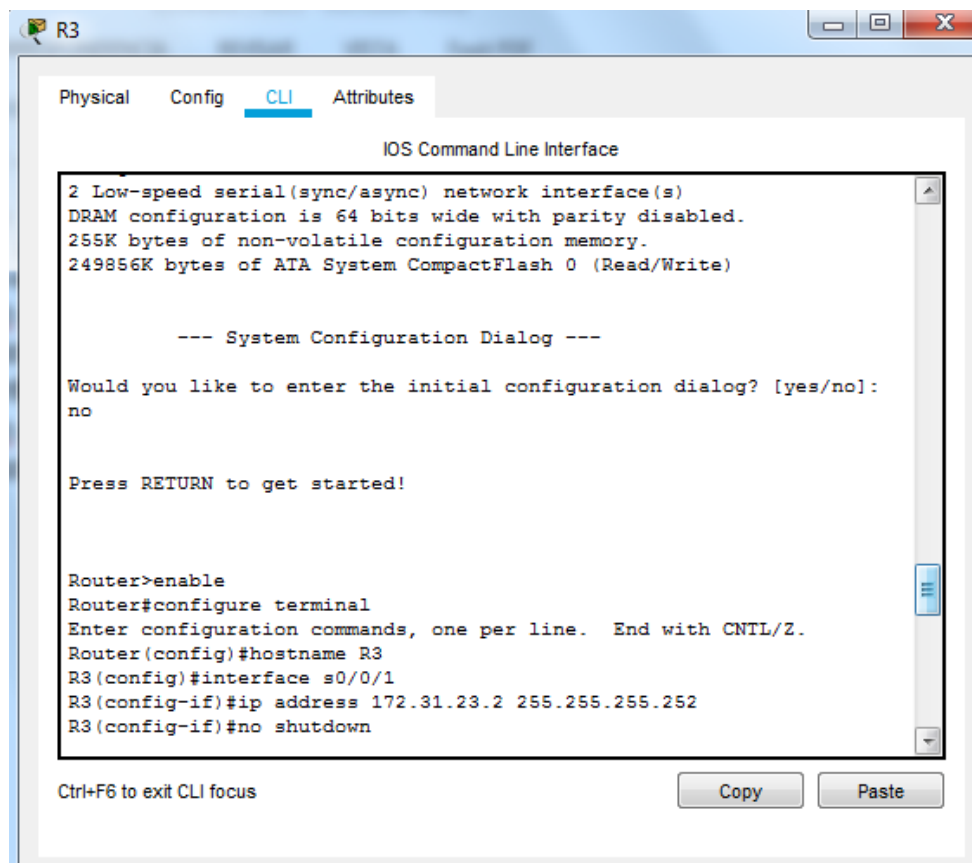 R3
Physical Config CLI Attributes
IOS Command Line Interface
2 Low-speed serial(sync/async) network interface(s)
DRAM configuration is 64 bits wide with parity disabled.
255K bytes of non-volatile configuration memory.
249856K bytes of ATA System CompactFlash 0 (Read/Write)
--- System Configuration Dialog ---
Would you like to enter the initial configuration dialog? [yes/no]:
no
Press RETURN to get started!
Router>enable
Router#configure terminal
Enter configuration commands, one per line.  End with CNTL/Z.
Router(config)#hostname R3
R3(config)#interface s0/0/1
R3(config-if)#ip address 172.31.23.2 255.255.255.252
R3(config-if)#no shutdown
Ctrl+F6 to exit CLI focus
Copy Paste